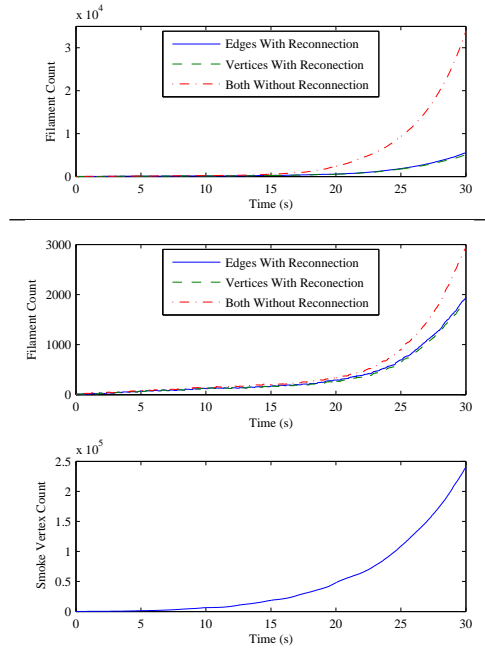 x 10^4
3
2
1
0
Filament Count
Edges With Reconnection
Vertices With Reconection
Both Without Reconnection
0 5 10 15 20 25 30
Time (s)
3000
2000
1000
0
Filament Count
Edges With Reconnection
Vertices With Reconection
Both Without Reconnection
0 5 10 15 20 25 30
Time (s)
x 10^5
2.5
2
1.5
1
0.5
0
Smoke Vertex Count
0 5 10 15 20 25 30
Time (s)